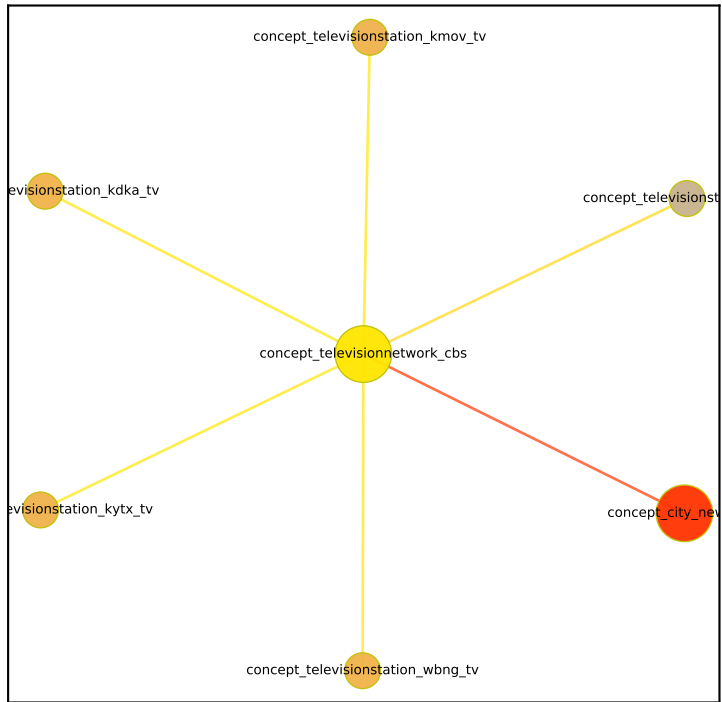 concept_televisionstation_kmov_tv
evisionstation_kdka_tv
concept_televisionst
concept_televisionnetwork_cbs
evisionstation_kytx_tv
concept_city_new
concept_televisionstation_wbng_tv